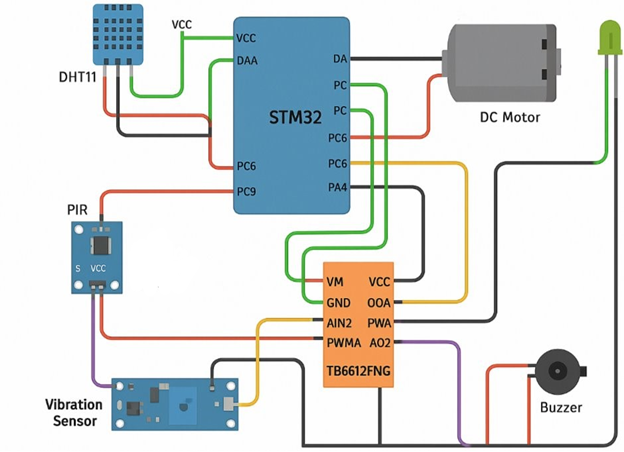 VCC
DHT11
VCC
DAA
STM32
PC6
PC9
DA
PC
PC
PC6
PC6
PA4
DC Motor
PIR
S VCC
VM
GND
AIN2
PWMA
VCC
OOA
PWA
AO2
TB6612FNG
Vibration
Sensor
Buzzer